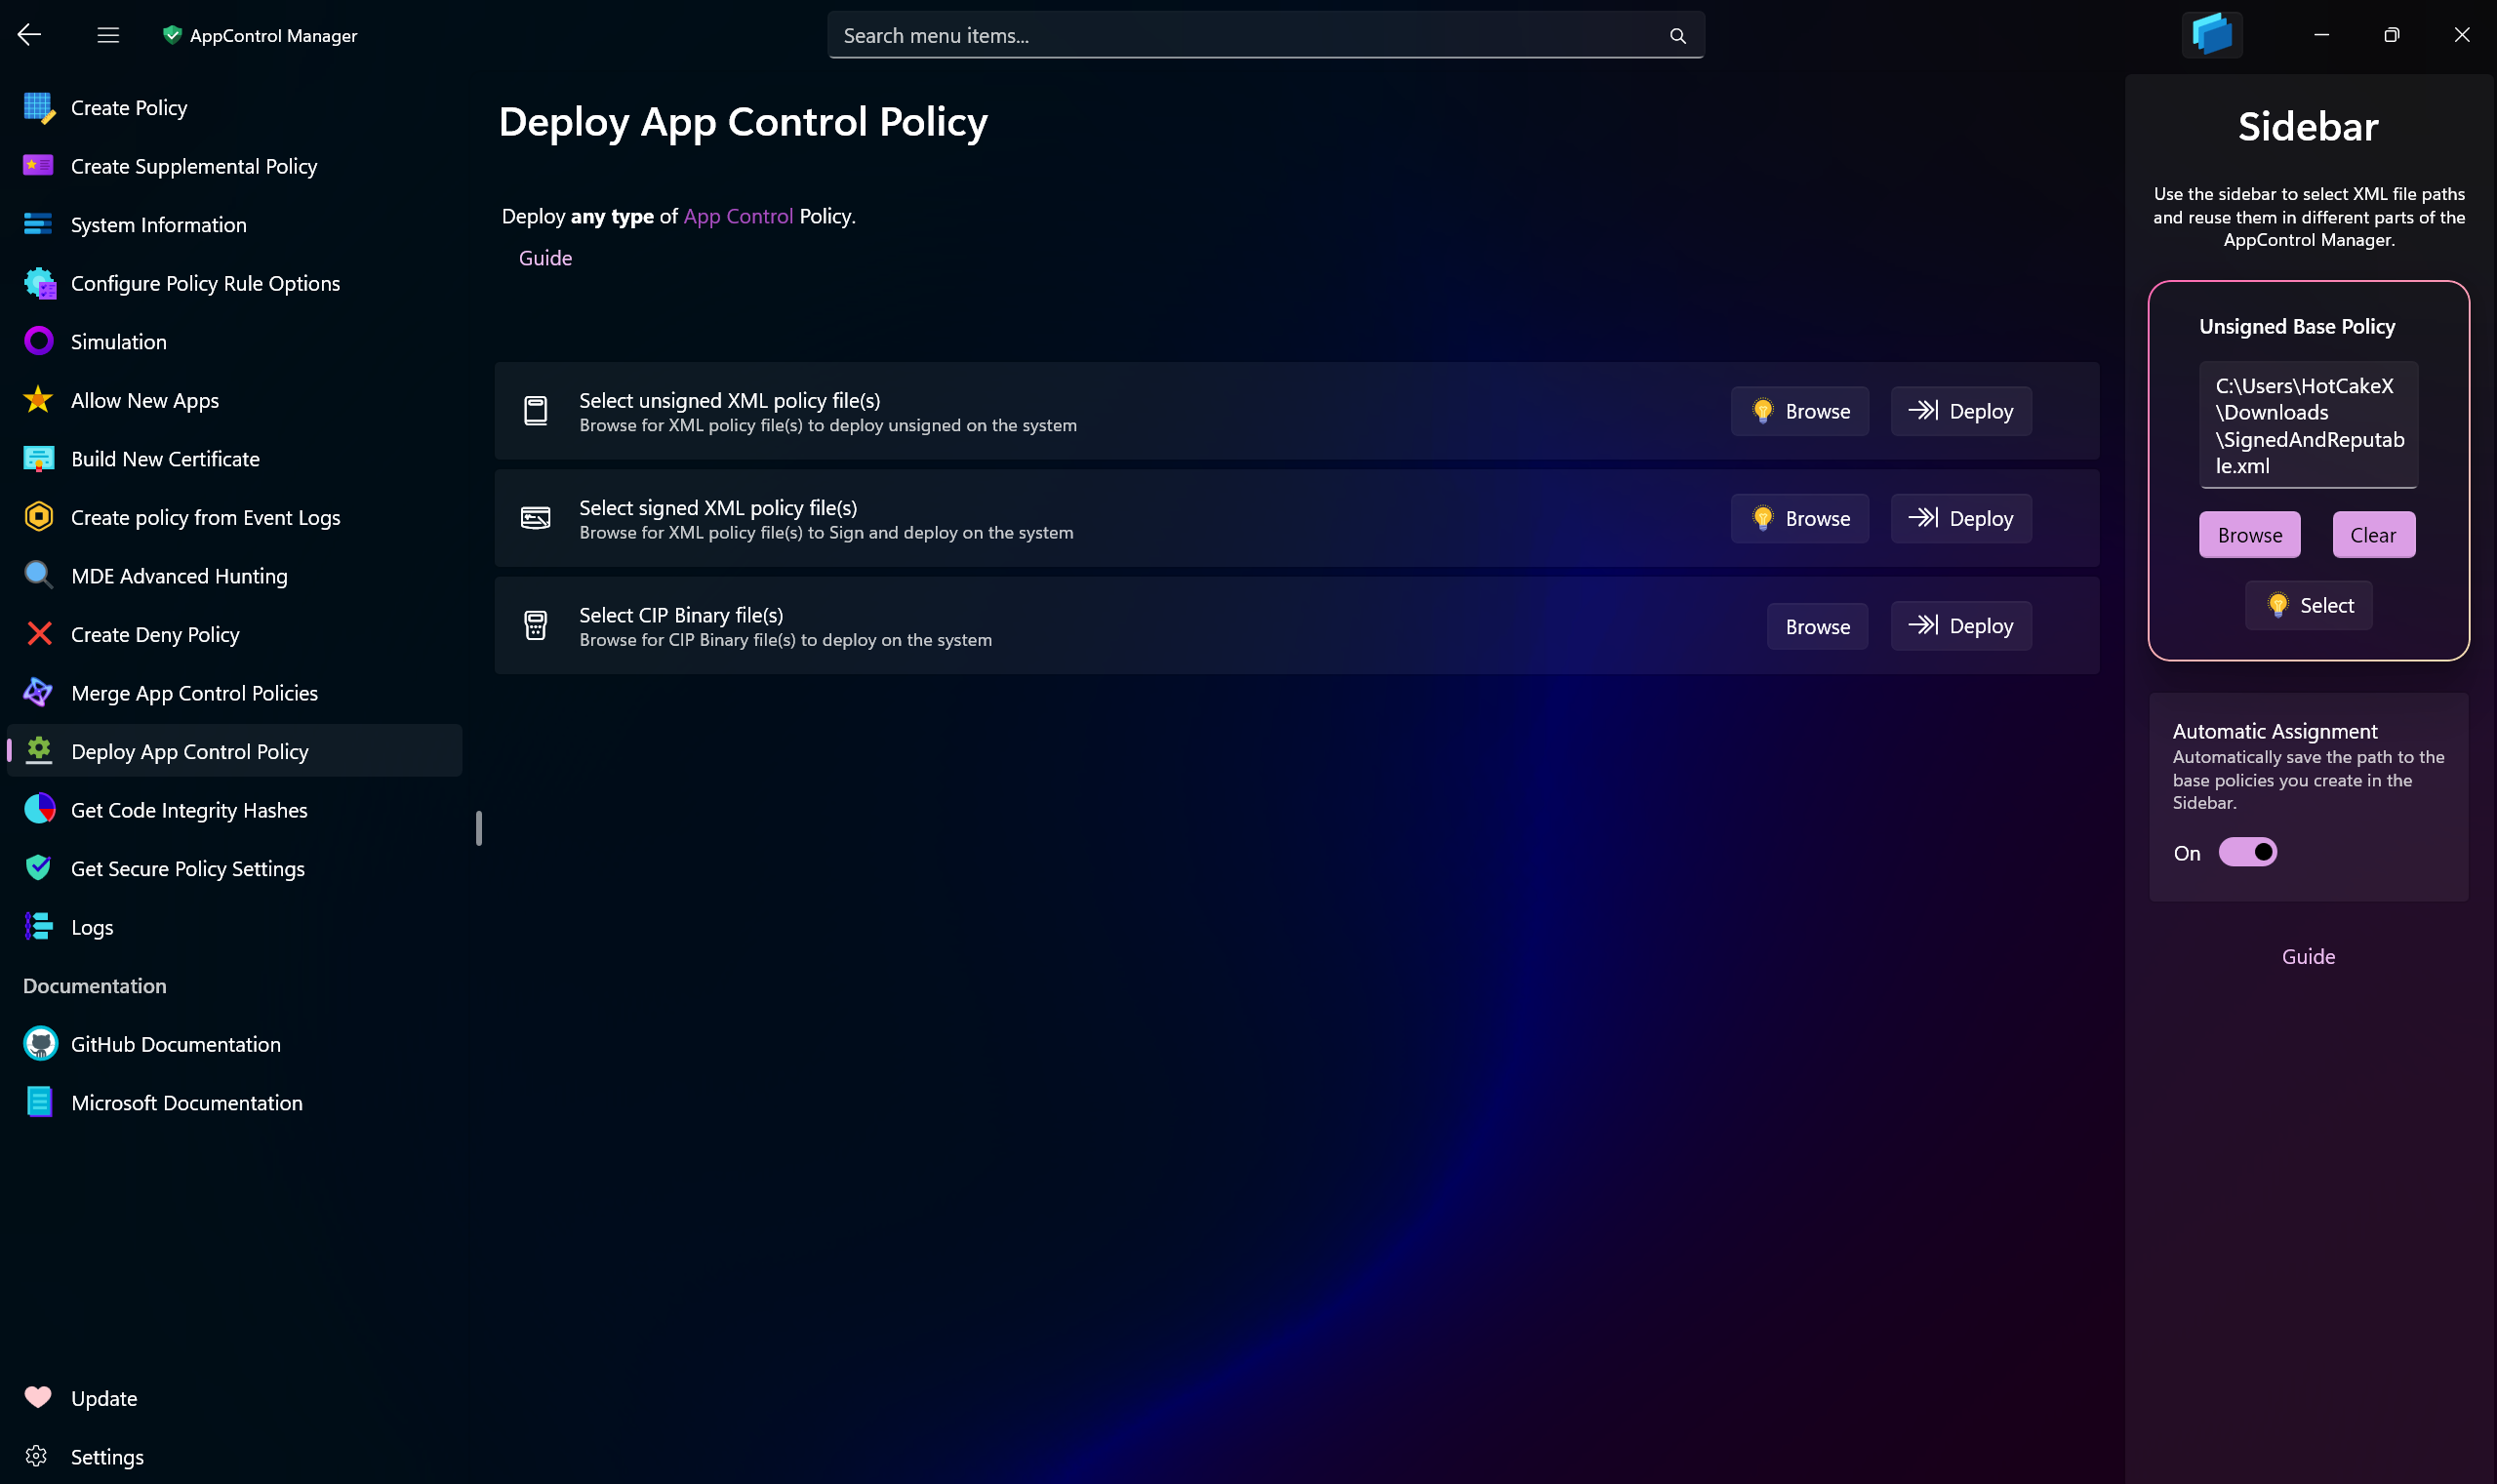 AppControl Manager
Search menu items...
Create Policy
Create Supplemental Policy
System Information
Configure Policy Rule Options
Simulation
Allow New Apps
Build New Certificate
Create policy from Event Logs
MDE Advanced Hunting
Create Deny Policy
Merge App Control Policies
Deploy App Control Policy
Get Code Integrity Hashes
Get Secure Policy Settings
Logs
Documentation
GitHub Documentation
Microsoft Documentation
Update
Settings
Deploy App Control Policy
Deploy any type of App Control Policy.
Guide
Select unsigned XML policy file(s)
Browse for XML policy file(s) to deploy unsigned on the system
Browse
Deploy
Select signed XML policy file(s)
Browse for XML policy file(s) to Sign and deploy on the system
Browse
Deploy
Select CIP Binary file(s)
Browse for CIP Binary file(s) to deploy on the system
Browse
Deploy
Sidebar
Use the sidebar to select XML file paths
and reuse them in different parts of the
AppControl Manager.
Unsigned Base Policy
C:\Users\HotCakeX
\Downloads
\SignedAndReputab
le.xml
Browse
Clear
Select
Automatic Assignment
Automatically save the path to the
base policies you create in the
Sidebar.
On
Guide